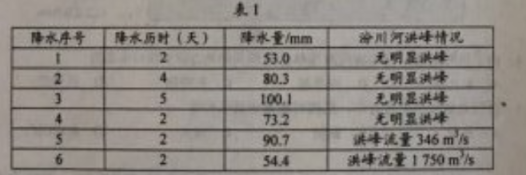 表1
降水序号 降水历时（天） 降水量/mm 汾川河洪峰情况
1 2 53.0 无明显洪峰
2 4 80.3 无明显洪峰
3 5 100.1 无明显洪峰
4 2 73.2 无明显洪峰
5 2 90.7 洪峰流量 346 m³/s
6 2 54.4 洪峰流量 1 750 m³/s